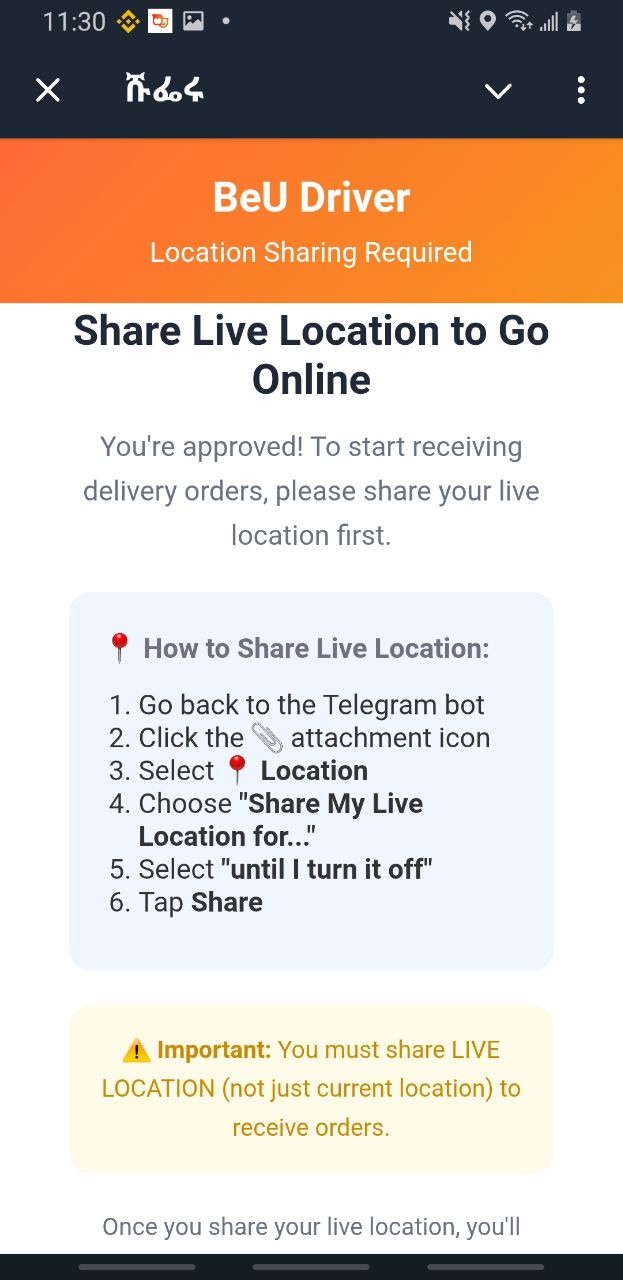 11:30
ሹፌሩ
BeU Driver
Location Sharing Required
Share Live Location to Go
Online
You're approved! To start receiving
delivery orders, please share your live
location first.
📍 How to Share Live Location:
1. Go back to the Telegram bot
2. Click the 📎 attachment icon
3. Select 📍 Location
4. Choose "Share My Live
Location for..."
5. Select "until I turn it off"
6. Tap Share
⚠️ Important: You must share LIVE
LOCATION (not just current location) to
receive orders.
Once you share your live location, you'll